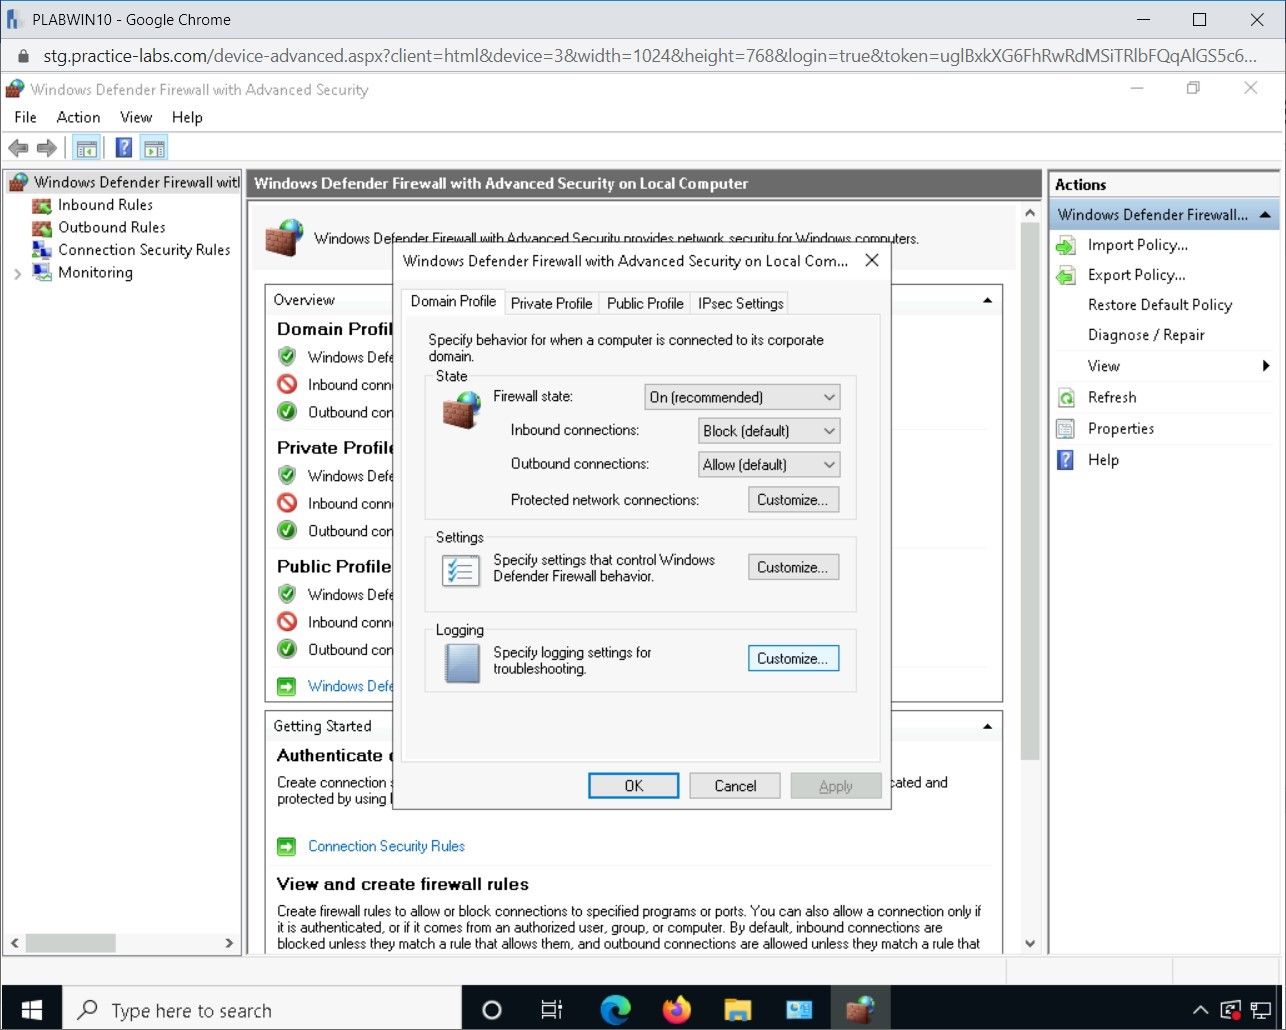 PLABWIN10 - Google Chrome
stg.practice-labs.com/device-advanced.aspx?client=html&device=3&width=1024&height=768&login=true&token=uglBxkXG6FhRwRdMSiTRlbFQqAlGS5c6...
Windows Defender Firewall with Advanced Security
File Action View Help
Windows Defender Firewall witl
Inbound Rules
Outbound Rules
Connection Security Rules
Monitoring
Windows Defender Firewall with Advanced Security on Local Computer
Windows Defender Firewall with Advanced Security provides network security for Windows computers.
Overview
Domain Profil
Windows Defe
Inbound conn
Outbound con
Private Profile
Windows Defe
Inbound conn
Outbound con
Public Profile
Windows Defe
Inbound conn
Outbound con
Windows Defe
Getting Started
Authenticate c
Create connection s
cated and
protected by using I
Connection Security Rules
View and create firewall rules
Create firewall rules to allow or block connections to specified programs or ports. You can also allow a connection only if
it is authenticated, or if it comes from an authorized user, group, or computer. By default, inbound connections are
blocked unless they match a rule that allows them, and outbound connections are allowed unless they match a rule that
Windows Defender Firewall with Advanced Security on Local Com...
Domain Profile Private Profile Public Profile IPsec Settings
Specify behavior for when a computer is connected to its corporate
domain.
State
Firewall state: On (recommended)
Inbound connections: Block (default)
Outbound connections: Allow (default)
Protected network connections: Customize...
Settings
Specify settings that control Windows
Defender Firewall behavior.
Customize...
Logging
Specify logging settings for
troubleshooting.
Customize...
OK Cancel Apply
Actions
Windows Defender Firewall...
Import Policy...
Export Policy...
Restore Default Policy
Diagnose / Repair
View
Refresh
Properties
Help
Type here to search